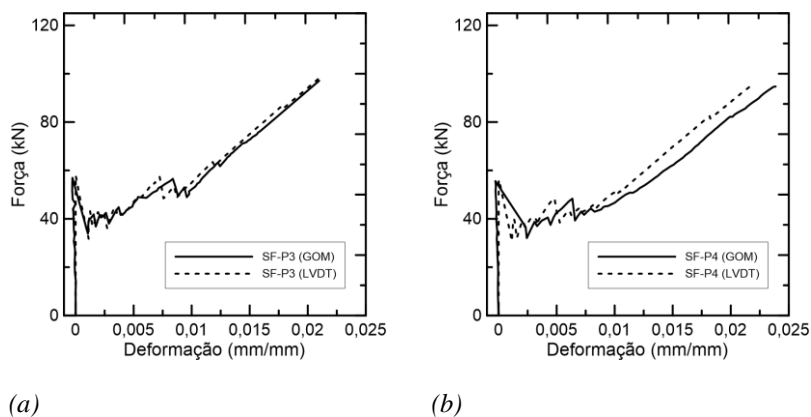 120
80
40
0
Força (kN)
0 0,005 0,01 0,015 0,02 0,025
Deformação (mm/mm)
SF-P3 (GOM)
SF-P3 (LVDT)
(a)
120
80
40
0
Força (kN)
0 0,005 0,01 0,015 0,02 0,025
Deformação (mm/mm)
SF-P4 (GOM)
SF-P4 (LVDT)
(b)